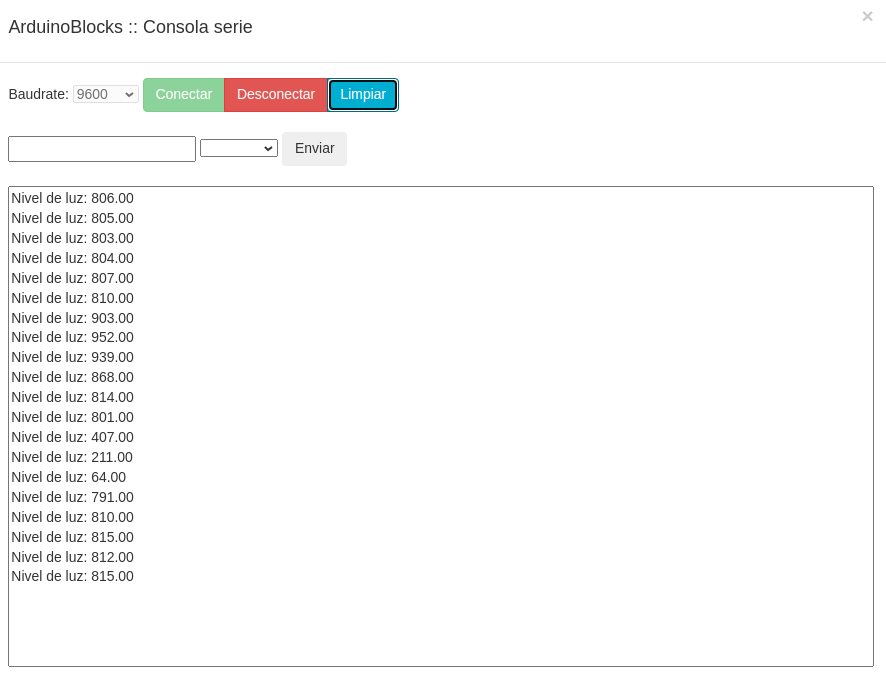 ArduinoBlocks :: Consola serie
×
Baudrate: 9600 Conectar Desconectar Limpiar
Enviar
Nivel de luz: 806.00
Nivel de luz: 805.00
Nivel de luz: 803.00
Nivel de luz: 804.00
Nivel de luz: 807.00
Nivel de luz: 810.00
Nivel de luz: 903.00
Nivel de luz: 952.00
Nivel de luz: 939.00
Nivel de luz: 868.00
Nivel de luz: 814.00
Nivel de luz: 801.00
Nivel de luz: 407.00
Nivel de luz: 211.00
Nivel de luz: 64.00
Nivel de luz: 791.00
Nivel de luz: 810.00
Nivel de luz: 815.00
Nivel de luz: 812.00
Nivel de luz: 815.00